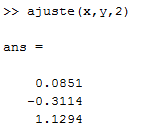 >> ajuste(x,y,2)
ans =
0.0851
-0.3114
1.1294